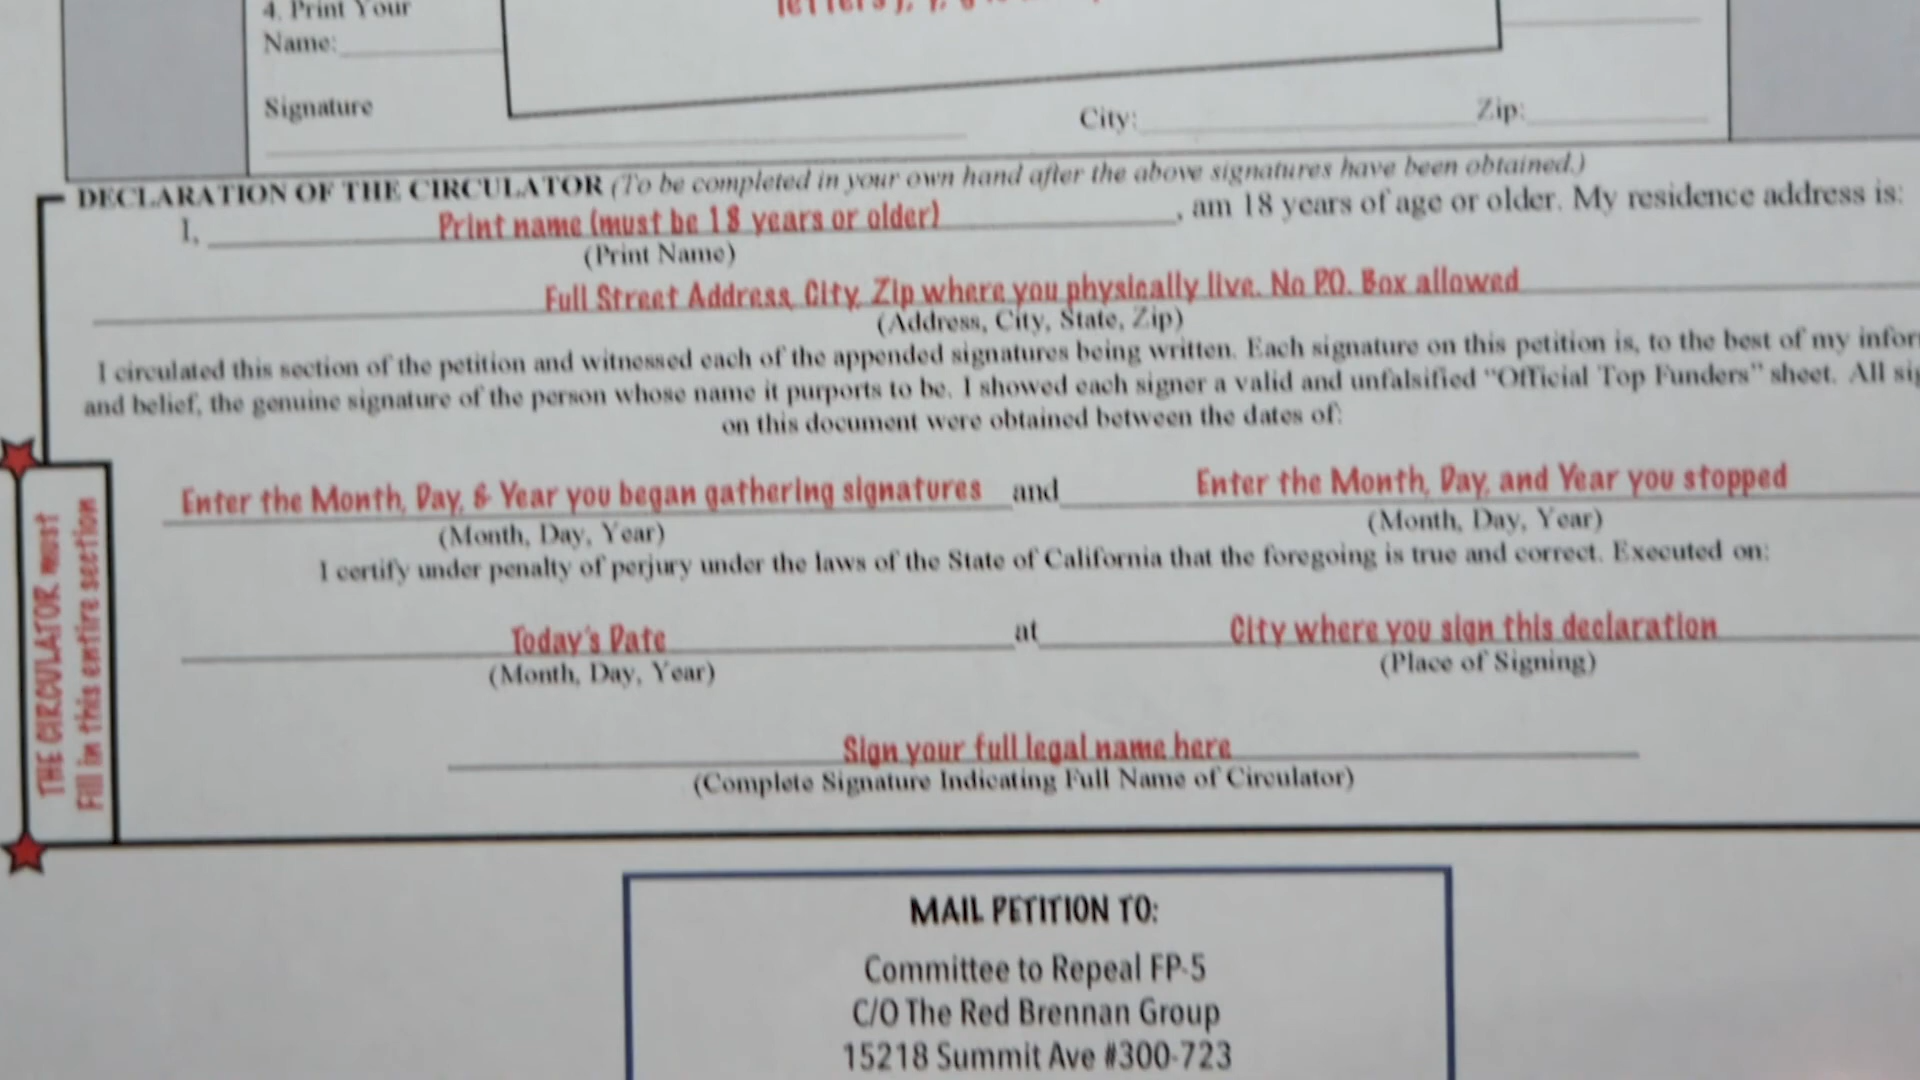 4. Print Your
Name:
Signature
City:
Zip:
DECLARATION OF THE CIRCULATOR (To be completed in your own hand after the above signatures have been obtained.)
I, Print name (must be 18 years or older), am 18 years of age or older. My residence address is:
(Print Name)
Full Street Address, City, Zip where you physically live. No P.O. Box allowed
(Address, City, State, Zip)
I circulated this section of the petition and witnessed each of the appended signatures being written. Each signature on this petition is, to the best of my infor
and belief, the genuine signature of the person whose name it purports to be. I showed each signer a valid and unfalsified "Official Top Funders" sheet. All sig
on this document were obtained between the dates of:
Enter the Month, Day, & Year you began gathering signatures and Enter the Month, Day, and Year you stopped
(Month, Day, Year) (Month, Day, Year)
I certify under penalty of perjury under the laws of the State of California that the foregoing is true and correct. Executed on:
Today's Date at City where you sign this declaration
(Month, Day, Year) (Place of Signing)
Sign your full legal name here
(Complete Signature Indicating Full Name of Circulator)
THE CIRCULATOR must
Fill in this entire section
MAIL PETITION TO:
Committee to Repeal FP-5
C/O The Red Brennan Group
15218 Summit Ave #300-723